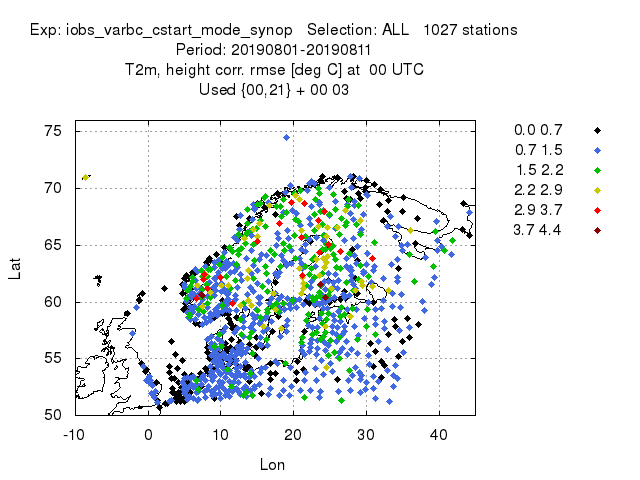 Exp: iobs_varbc_cstart_mode_synop   Selection: ALL   1027 stations
Period: 20190801-20190811
T2m, height corr. rmse [deg C] at  00 UTC
Used {00,21} + 00 03
0.0 0.7
0.7 1.5
1.5 2.2
2.2 2.9
2.9 3.7
3.7 4.4
75
70
65
60
55
50
Lat
-10 0 10 20 30 40
Lon